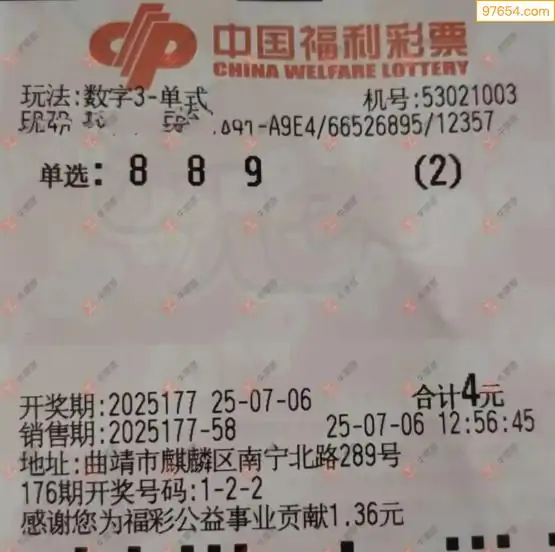 97654.com
中国福利彩票
CHINA WELFARE LOTTERY
玩法:数字3-单式
机号:53021003
-A9E4/66526895/12357
单选: 8 8 9 (2)
开奖期:2025177 25-07-06 合计4元
销售期:2025177-58 25-07-06 12:56:45
地址:曲靖市麒麟区南宁北路289号
176期开奖号码:1-2-2
感谢您为福彩公益事业贡献1.36元